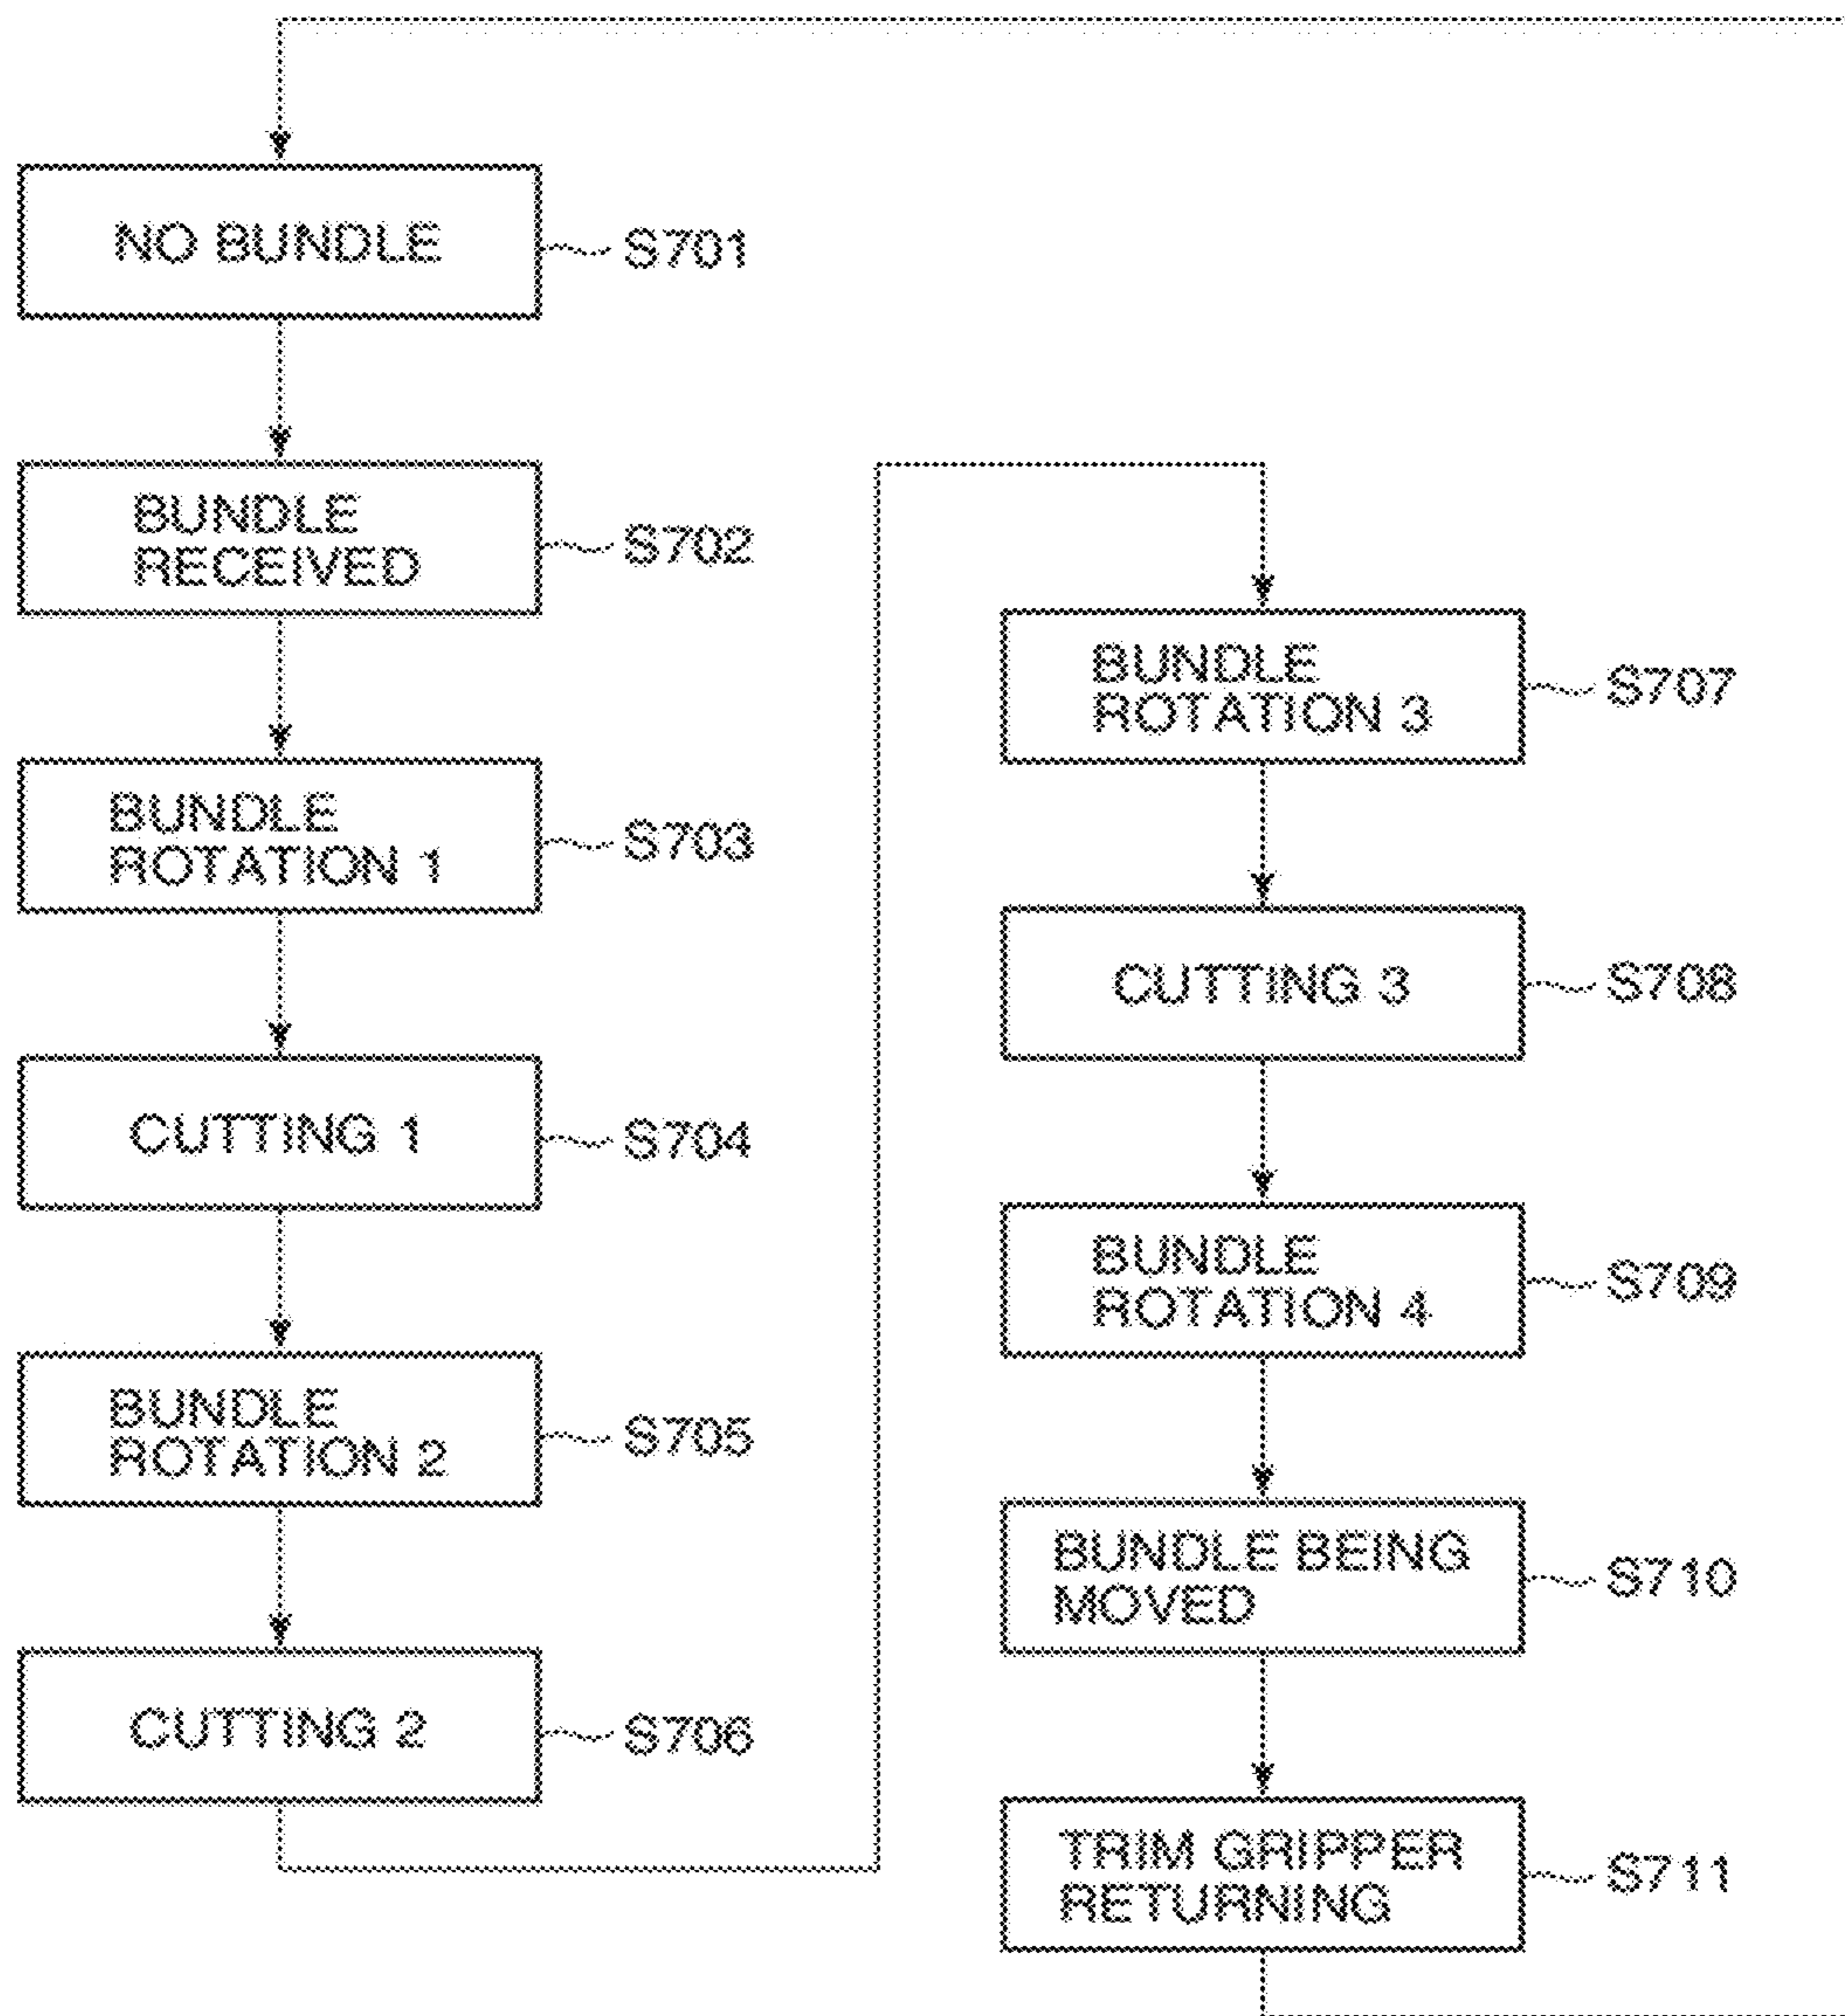 NO BUNDLE
S701
BUNDLE
RECEIVED
S702
BUNDLE
ROTATION 1
S703
CUTTING 1
S704
BUNDLE
ROTATION 2
S705
CUTTING 2
S706
BUNDLE
ROTATION 3
S707
CUTTING 3
S708
BUNDLE
ROTATION 4
S709
BUNDLE BEING
MOVED
S710
TRIM GRIPPER
RETURNING
S711